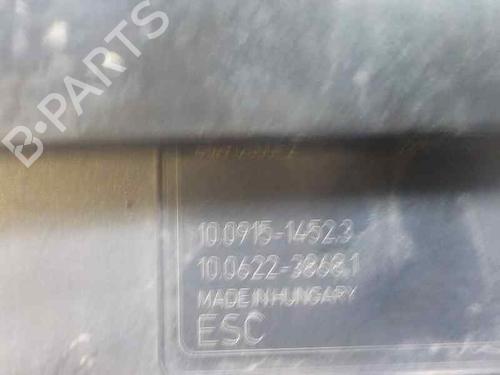 B-PARTS
10.0915-1452.3
10.0622-3868.1
MADE IN HUNGARY
ESC